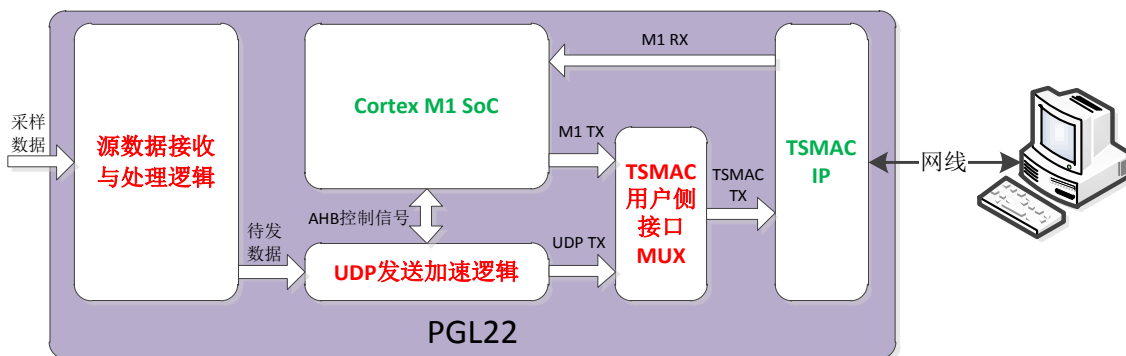 M1 RX
Cortex M1 SoC
采样
数据
源数据接收
与处理逻辑
M1 TX
TSMAC
用户侧
接口
MUX
TSMAC
TX
TSMAC
IP
网线
AHB控制信号
待发
数据
UDP发送加速逻辑
UDP TX
PGL22